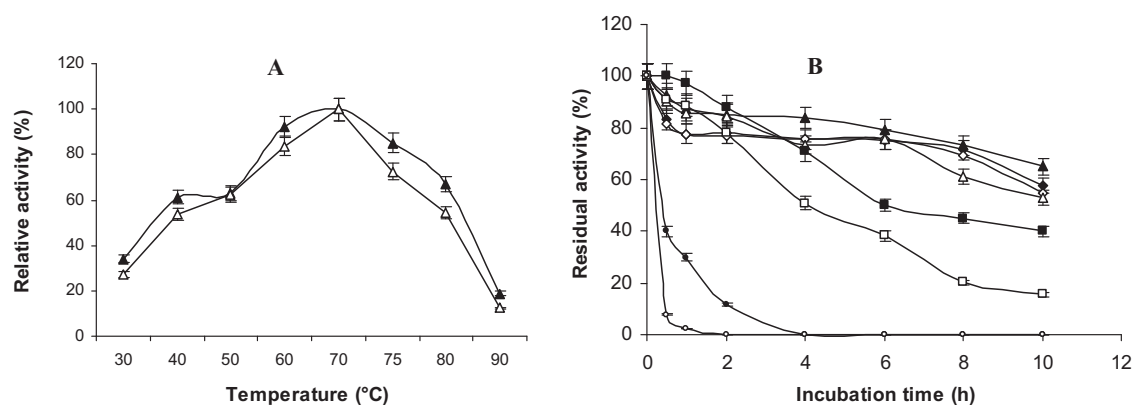 A
Relative activity (%)
120
100
80
60
40
20
0
30 40 50 60 70 75 80 90
Temperature (°C)
B
Residual activity (%)
120
100
80
60
40
20
0
0 2 4 6 8 10 12
Incubation time (h)